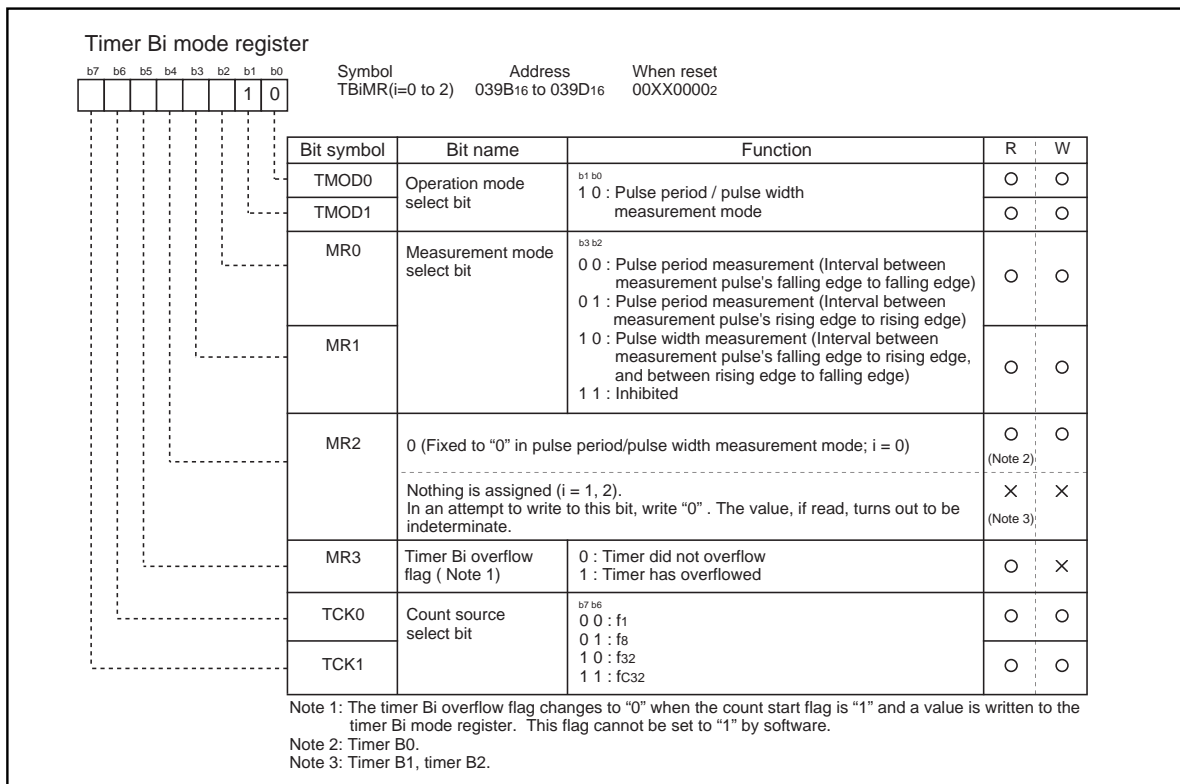 Timer Bi mode register
b7 b6 b5 b4 b3 b2 b1 b0
1 0
Symbol Address When reset
TBiMR(i=0 to 2) 039B16 to 039D16 00XX00002
Bit symbol Bit name Function R W
TMOD0 Operation mode select bit
TMOD1
b1 b0
1 0 : Pulse period / pulse width
measurement mode
MR0 Measurement mode
select bit
MR1
b3 b2
0 0 : Pulse period measurement (Interval between
measurement pulse's falling edge to falling edge)
0 1 : Pulse period measurement (Interval between
measurement pulse's rising edge to rising edge)
1 0 : Pulse width measurement (Interval between
measurement pulse's falling edge to rising edge,
and between rising edge to falling edge)
1 1 : Inhibited
MR2 0 (Fixed to “0” in pulse period/pulse width measurement mode; i = 0)
(Note 2)
Nothing is assigned (i = 1, 2).
In an attempt to write to this bit, write “0” . The value, if read, turns out to be
indeterminate.
(Note 3)
MR3 Timer Bi overflow
flag ( Note 1)
0 : Timer did not overflow
1 : Timer has overflowed
TCK0 Count source
select bit
TCK1
b7 b6
0 0 : f1
0 1 : f8
1 0 : f32
1 1 : fC32
Note 1: The timer Bi overflow flag changes to “0” when the count start flag is “1” and a value is written to the
timer Bi mode register. This flag cannot be set to “1” by software.
Note 2: Timer B0.
Note 3: Timer B1, timer B2.